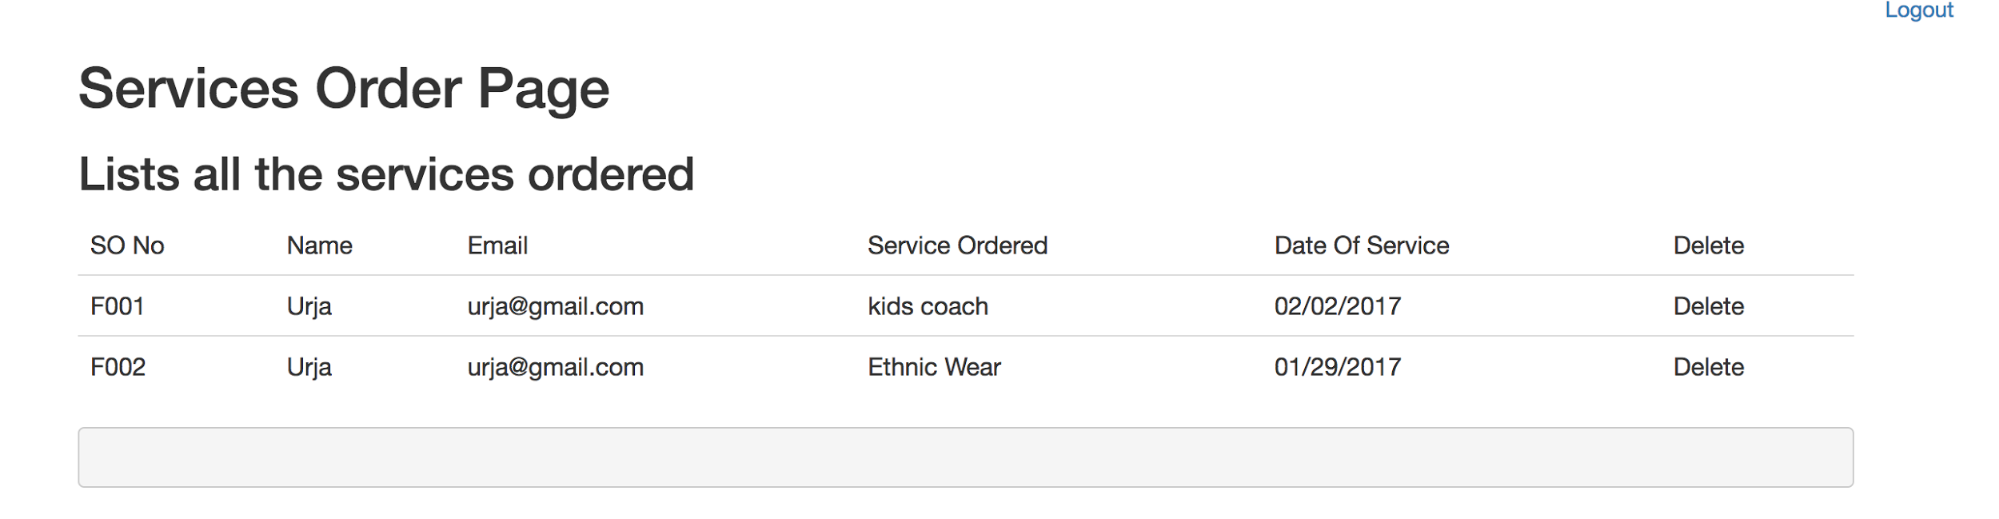 Logout
Services Order Page
Lists all the services ordered
SO No Name Email Service Ordered Date Of Service Delete
F001 Urja urja@gmail.com kids coach 02/02/2017 Delete
F002 Urja urja@gmail.com Ethnic Wear 01/29/2017 Delete